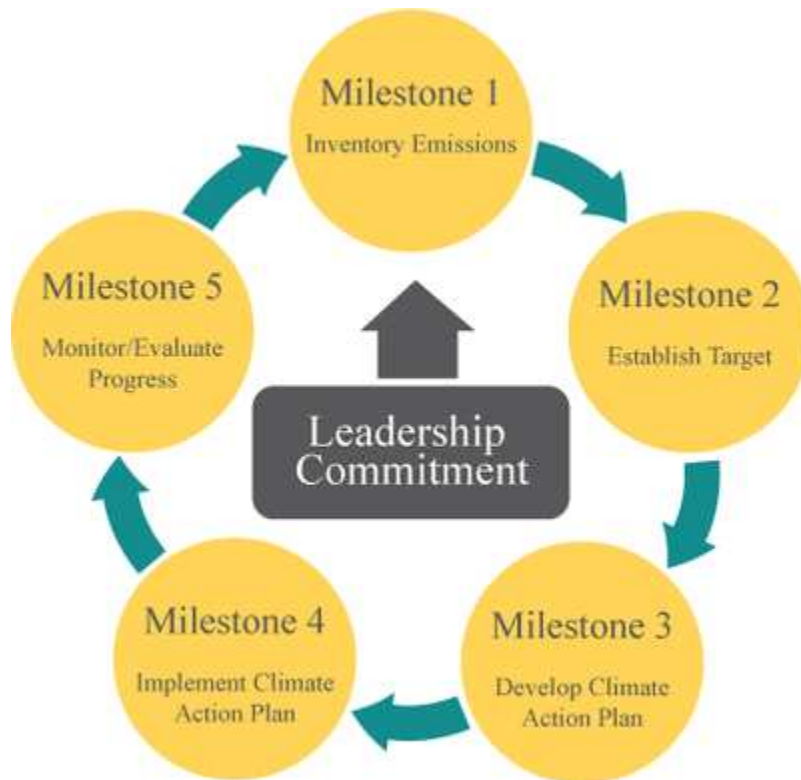 Milestone 1
Inventory Emissions
Milestone 2
Establish Target
Milestone 3
Develop Climate
Action Plan
Milestone 4
Implement Climate
Action Plan
Milestone 5
Monitor/Evaluate
Progress
Leadership
Commitment